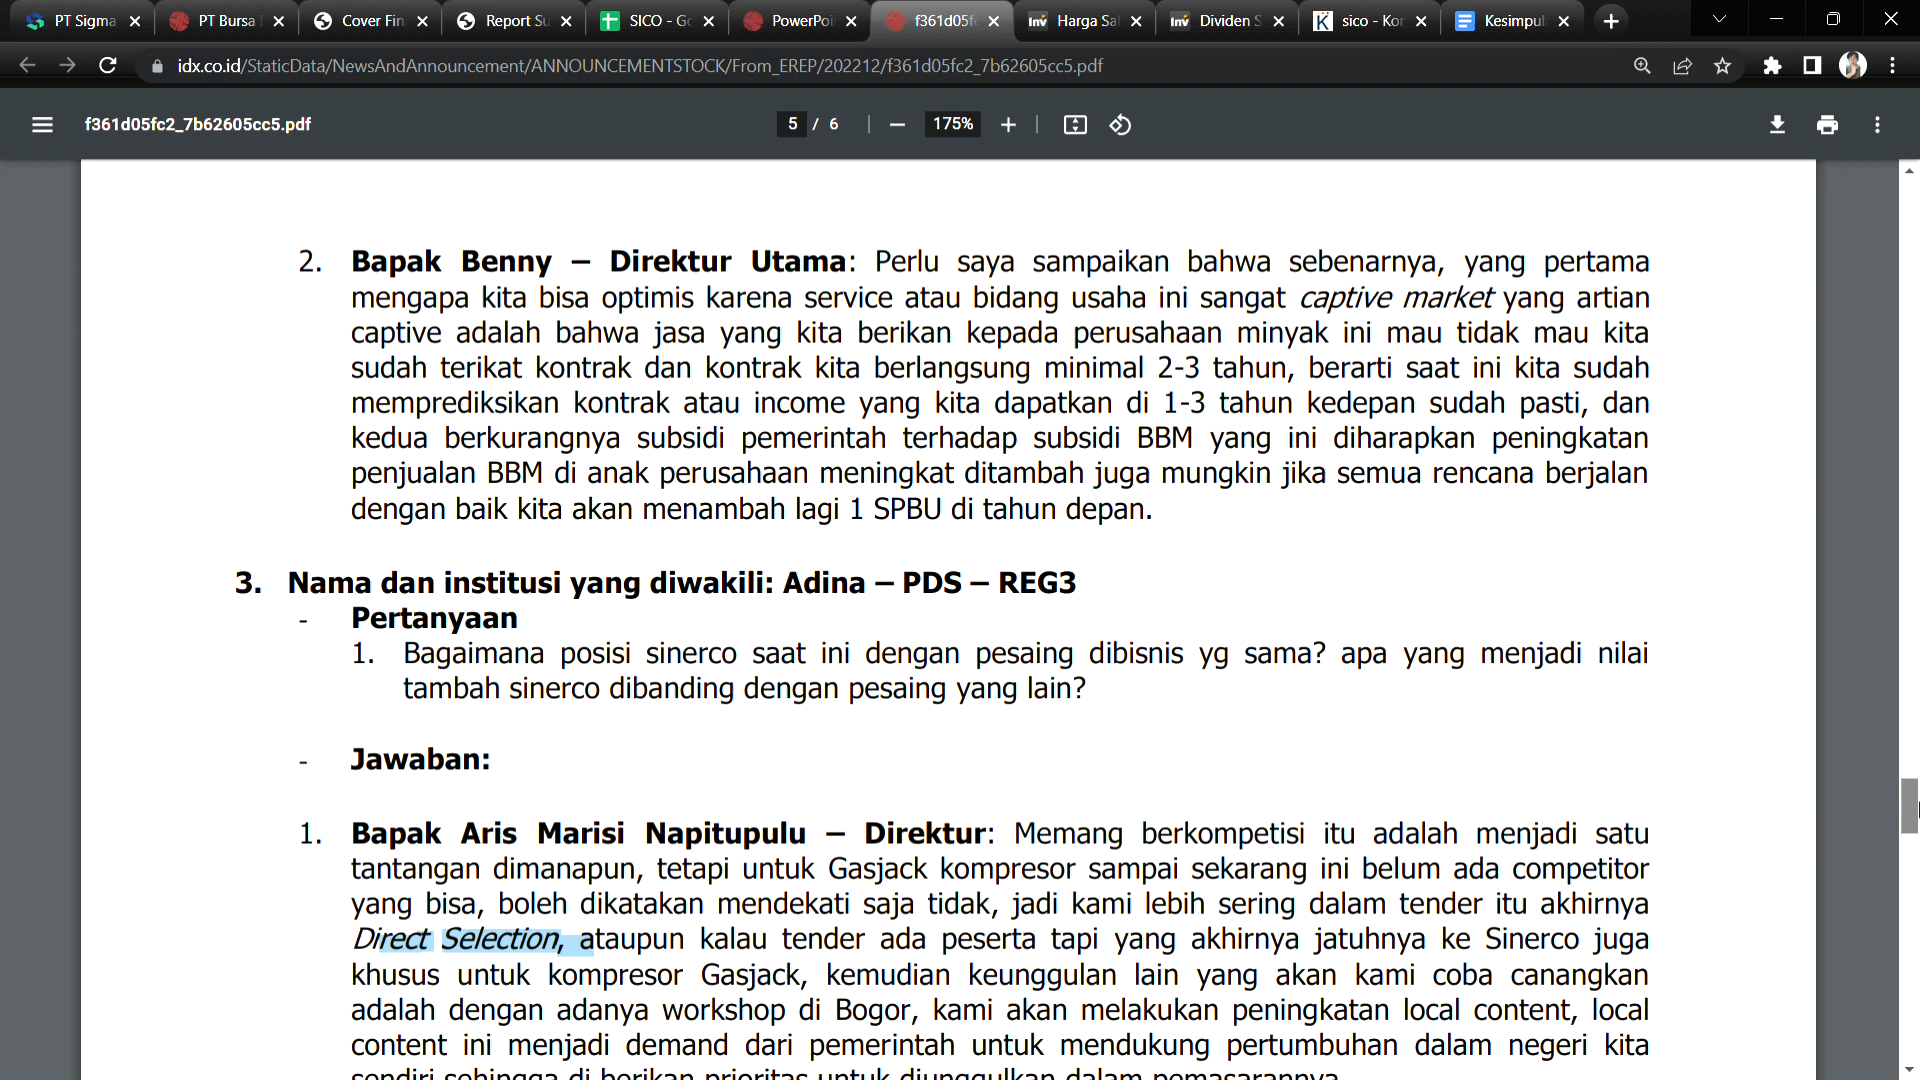 PT Sigma
PT Bursa
Cover Fin
Report Su
SICO - Go
PowerPoi
f361d05f
Harga Sa
Dividen S
sico - Kor
Kesimpul
idx.co.id/StaticData/NewsAndAnnouncement/ANNOUNCEMENTSTOCK/From_EREP/202212/f361d05fc2_7b62605cc5.pdf
f361d05fc2_7b62605cc5.pdf
5 / 6
175%
2. Bapak Benny – Direktur Utama: Perlu saya sampaikan bahwa sebenarnya, yang pertama
mengapa kita bisa optimis karena service atau bidang usaha ini sangat captive market yang artian
captive adalah bahwa jasa yang kita berikan kepada perusahaan minyak ini mau tidak mau kita
sudah terikat kontrak dan kontrak kita berlangsung minimal 2-3 tahun, berarti saat ini kita sudah
memprediksikan kontrak atau income yang kita dapatkan di 1-3 tahun kedepan sudah pasti, dan
kedua berkurangnya subsidi pemerintah terhadap subsidi BBM yang ini diharapkan peningkatan
penjualan BBM di anak perusahaan meningkat ditambah juga mungkin jika semua rencana berjalan
dengan baik kita akan menambah lagi 1 SPBU di tahun depan.
3. Nama dan institusi yang diwakili: Adina – PDS – REG3
- Pertanyaan
1. Bagaimana posisi sinerco saat ini dengan pesaing dibisnis yg sama? apa yang menjadi nilai
tambah sinerco dibanding dengan pesaing yang lain?
- Jawaban:
1. Bapak Aris Marisi Napitupulu – Direktur: Memang berkompetisi itu adalah menjadi satu
tantangan dimanapun, tetapi untuk Gasjack kompresor sampai sekarang ini belum ada competitor
yang bisa, boleh dikatakan mendekati saja tidak, jadi kami lebih sering dalam tender itu akhirnya
Direct Selection, ataupun kalau tender ada peserta tapi yang akhirnya jatuhnya ke Sinerco juga
khusus untuk kompresor Gasjack, kemudian keunggulan lain yang akan kami coba canangkan
adalah dengan adanya workshop di Bogor, kami akan melakukan peningkatan local content, local
content ini menjadi demand dari pemerintah untuk mendukung pertumbuhan dalam negeri kita
sendiri sehingga di berikan prioritas untuk diunggulkan dalam pemasarannya.